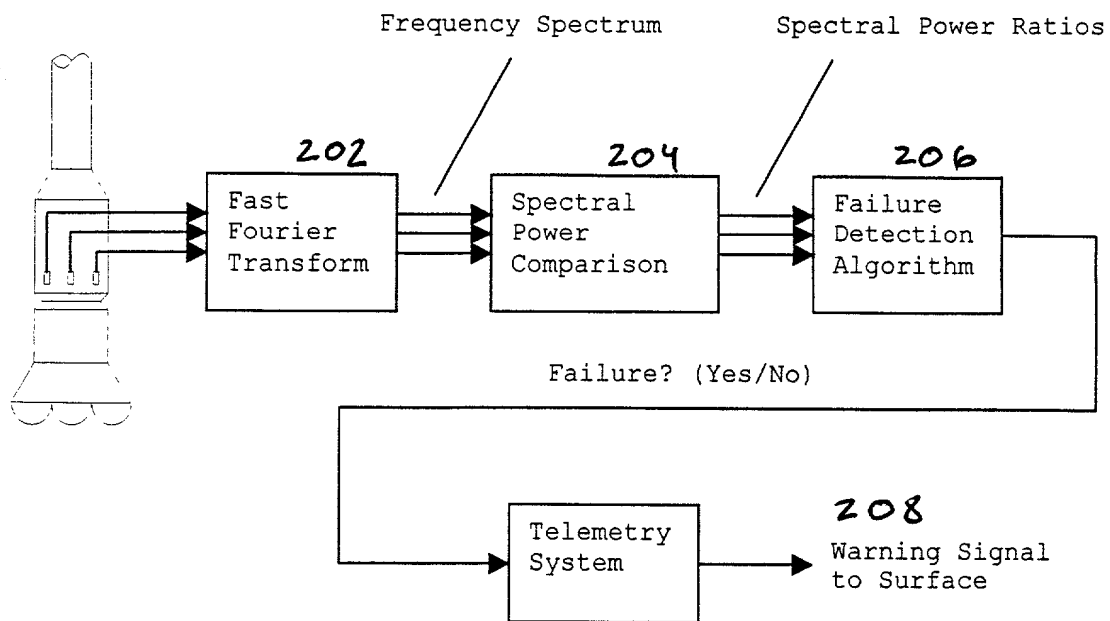 Frequency Spectrum
Spectral Power Ratios
202
204
206
Fast
Fourier
Transform
Spectral
Power
Comparison
Failure
Detection
Algorithm
Failure? (Yes/No)
Telemetry
System
208
Warning Signal
to Surface